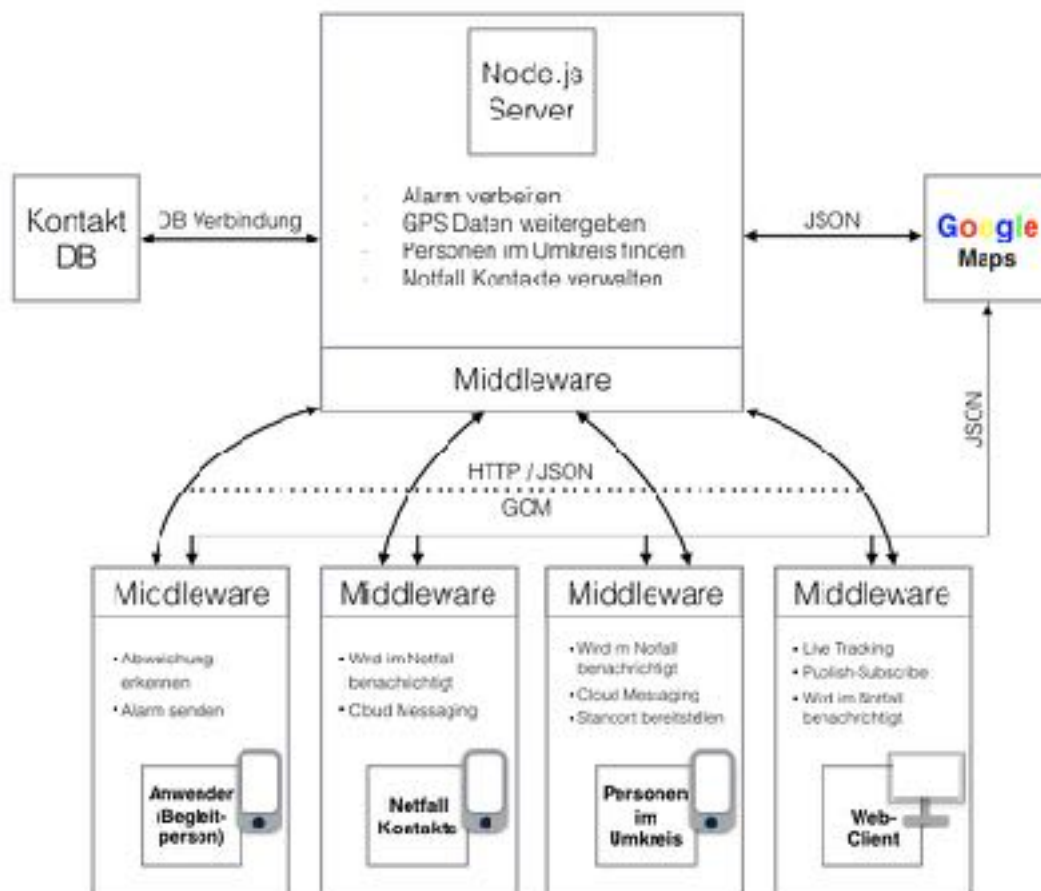 Node.js
Server
Kontakt
DB
DB Verbindung
- Alarm verbeiten
- GPS Daten weitergeben
- Personen im Umkreis finden
- Notfall Kontakte verwalten
JSON
Google
Maps
Middleware
JSON
HTTP / JSON
GCM
Middleware
• Abweichung
erkennen
• Alarm senden
Anwender
(Begleit-
person)
Middleware
• Wird im Notfall
benachrichtigt
• Cloud Messaging
Notfall
Kontakte
Middleware
• Wird im Notfall
benachrichtigt
• Cloud Messaging
• Standort bereitstellen
Personen
im
Umkreis
Middleware
• Live Tracking
• Publish-Subscribe
• Wird im Notfall
benachrichtigt
Web-
Client